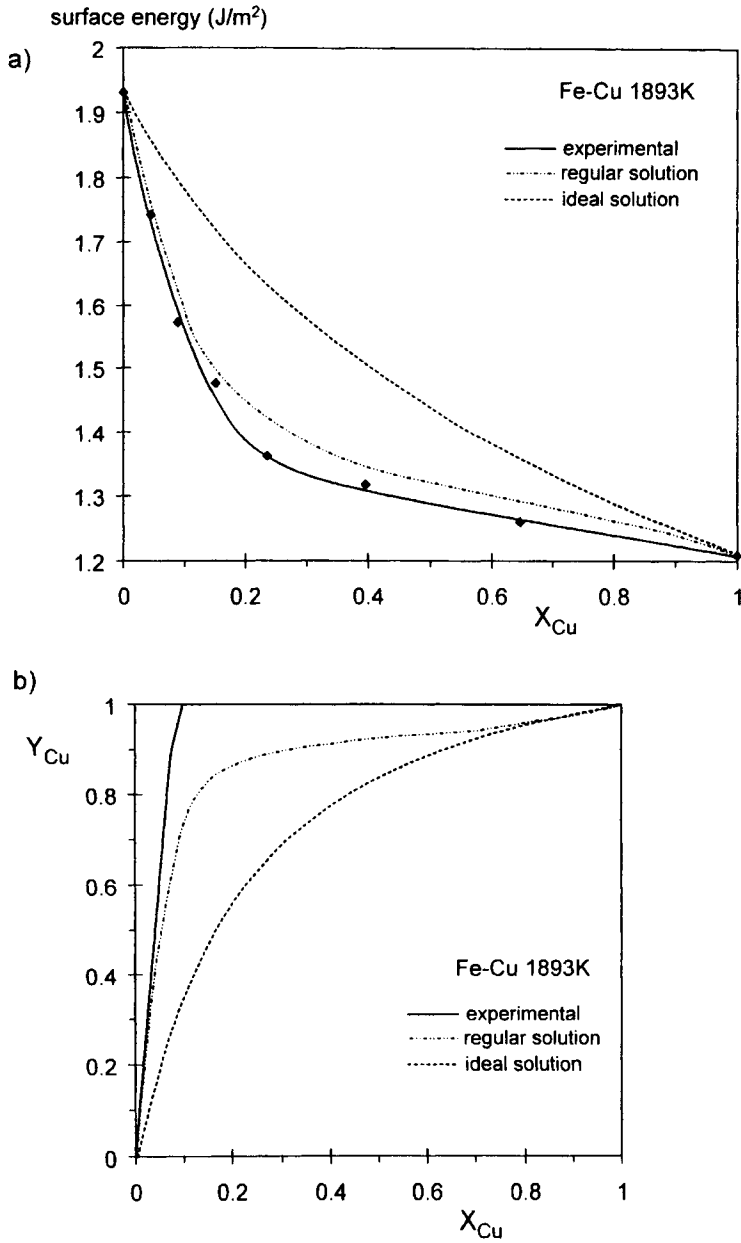 surface energy (J/m²)
a)
2
1.9
1.8
1.7
1.6
1.5
1.4
1.3
1.2
Fe-Cu 1893K
experimental
regular solution
ideal solution
0
0.2
0.4
0.6
0.8
1
X_Cu
b)
Y_Cu
1
0.8
0.6
0.4
0.2
0
Fe-Cu 1893K
experimental
regular solution
ideal solution
0
0.2
0.4
0.6
0.8
1
X_Cu